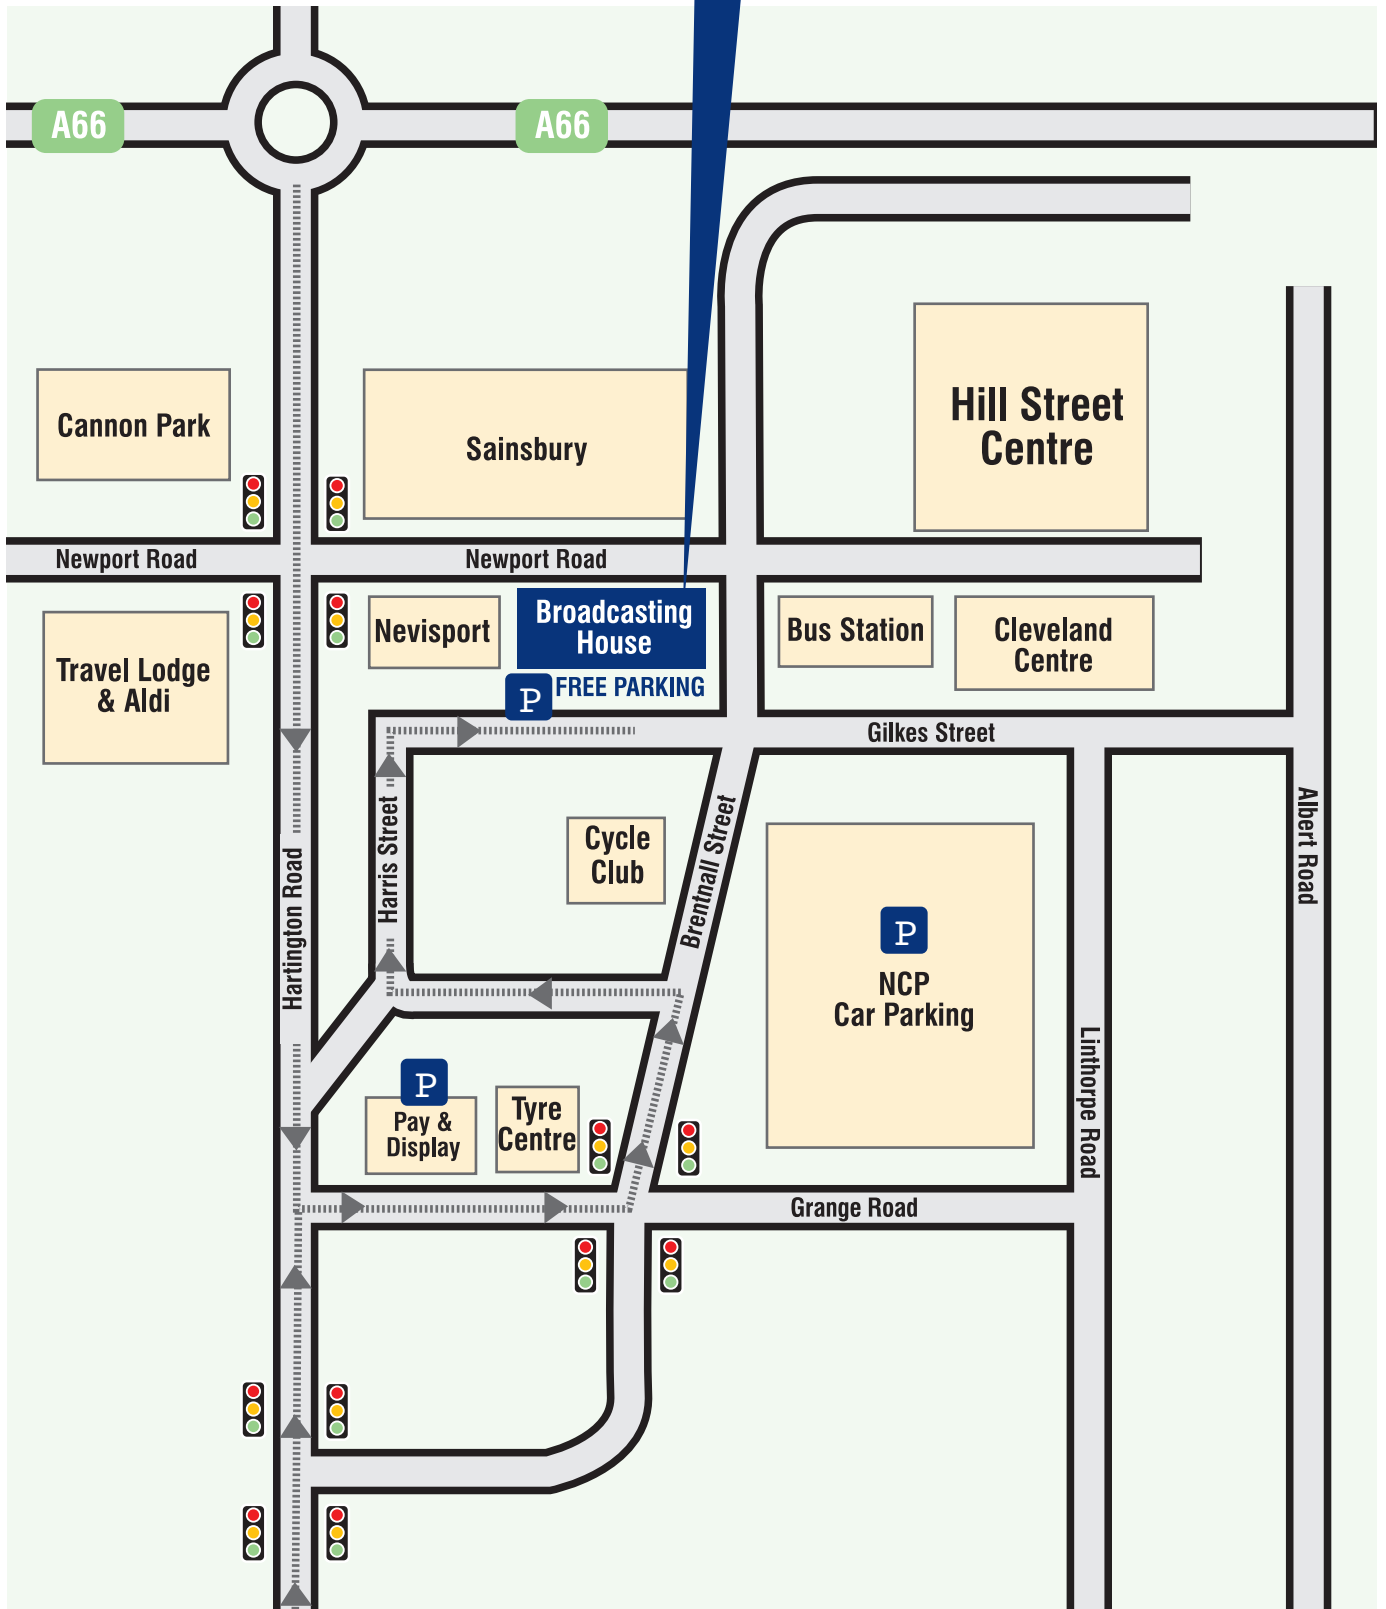 A66
A66
Cannon Park
Sainsbury
Hill Street
Centre
Newport Road
Newport Road
Travel Lodge
& Aldi
Nevisport
Broadcasting
House
P
FREE PARKING
Bus Station
Cleveland
Centre
Gilkes Street
Hartington Road
Harris Street
Cycle
Club
Brentnall Street
P
NCP
Car Parking
Albert Road
Linthorpe Road
P
Pay &
Display
Tyre
Centre
Grange Road